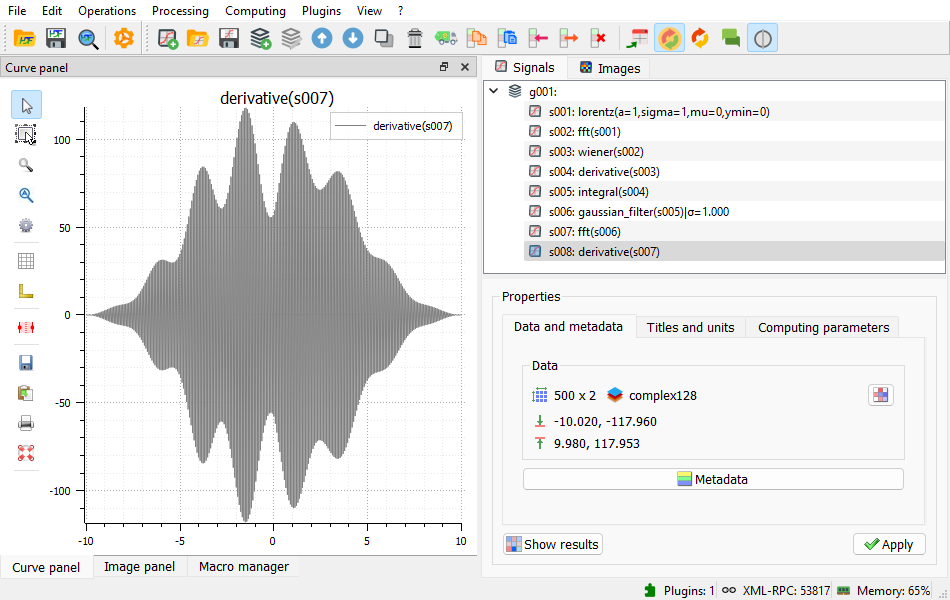 File Edit Operations Processing Computing Plugins View ?
Curve panel
derivative(s007)
derivative(s007)
100
50
0
-50
-100
-10 -5 0 5 10
Curve panel Image panel Macro manager
Signals Images
g001:
s001: lorentz(a=1,sigma=1,mu=0,ymin=0)
s002: fft(s001)
s003: wiener(s002)
s004: derivative(s003)
s005: integral(s004)
s006: gaussian_filter(s005)|σ=1.000
s007: fft(s006)
s008: derivative(s007)
Properties
Data and metadata Titles and units Computing parameters
Data
500 x 2 complex128
-10.020, -117.960
9.980, 117.953
Metadata
Show results Apply
Plugins: 1 XML-RPC: 53817 Memory: 65%